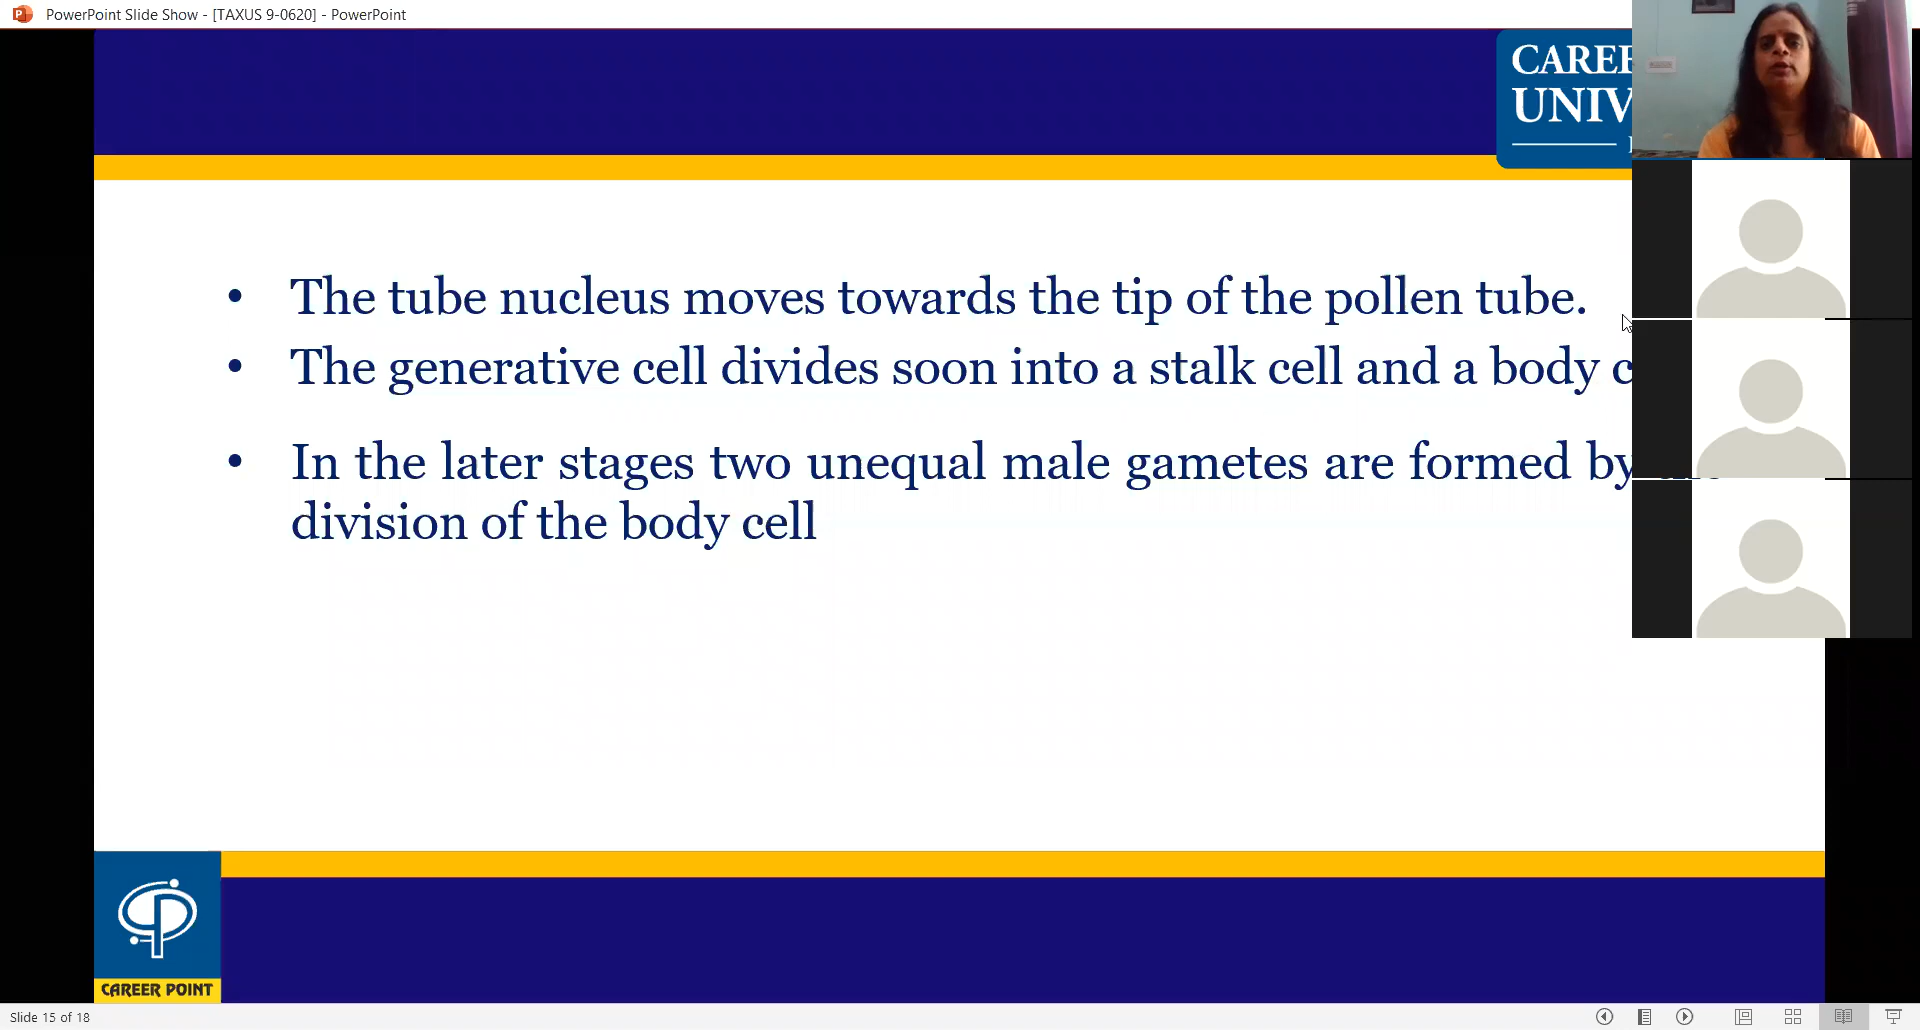 PowerPoint Slide Show - [TAXUS 9-0620] - PowerPoint
• The tube nucleus moves towards the tip of the pollen tube.
• The generative cell divides soon into a stalk cell and a body
• In the later stages two unequal male gametes are formed by
division of the body cell
CAREER POINT
Slide 15 of 18